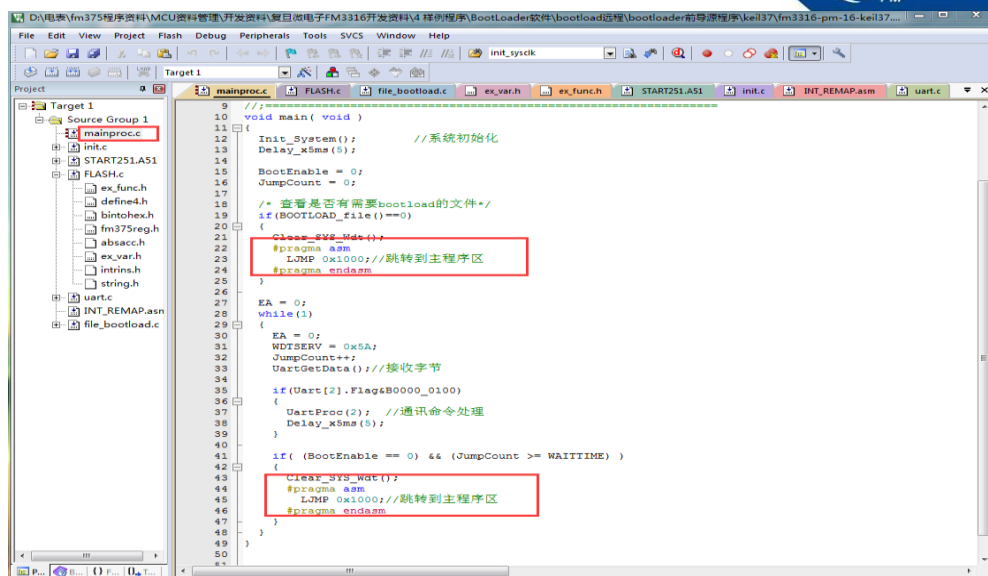 D:\电表\fm375程序资料\MCU资料管理\开发资料\复旦微电子FM3316开发资料\4 样例程序\BootLoader软件\bootload远程\bootloader前导源程序\keil37\fm3316-pm-16-keil37....
File Edit View Project Flash Debug Peripherals Tools SVCS Window Help
init_sysclk
Target 1
Project
mainproc.c FLASH.c file_bootload.c ex_var.h ex_func.h START251.A51 init.c INT_REMAP.asm uart.c
Target 1
Source Group 1
mainproc.c
init.c
START251.A51
FLASH.c
ex_func.h
define4.h
bintohex.h
fm375reg.h
absacc.h
ex_var.h
intrins.h
string.h
uart.c
INT_REMAP.asn
file_bootload.c
9 //;==========================================================
10 void main( void )
11 {
12 Init_System(); //系统初始化
13 Delay_x5ms(5);
14
15 BootEnable = 0;
16 JumpCount = 0;
17
18 /* 查看是否有需要bootload的文件*/
19 if(BOOTLOAD_file()==0)
20 {
21 Clear_SYS_Wdt();
22 #pragma asm
23 LJMP 0x1000;//跳转到主程序区
24 #pragma endasm
25 }
26
27 EA = 0;
28 while(1)
29 {
30 EA = 0;
31 WDTSERV = 0x5A;
32 JumpCount++;
33 UartGetData();//接收字节
34
35 if(Uart[2].Flag&B0000_0100)
36 {
37 UartProc(2); //通讯命令处理
38 Delay_x5ms(5);
39 }
40
41 if( (BootEnable == 0) && (JumpCount >= WAITTIME) )
42 {
43 Clear_SYS_Wdt();
44 #pragma asm
45 LJMP 0x1000;//跳转到主程序区
46 #pragma endasm
47 }
48 }
49 }
50
P... B... {} F... 0 T...